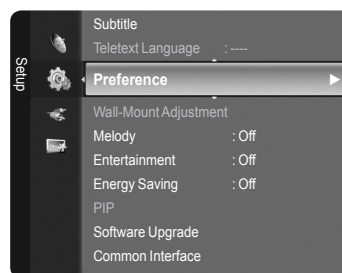 Setup
Subtitle
Teletext Language : ----
Preference
Wall-Mount Adjustment
Melody : Off
Entertainment : Off
Energy Saving : Off
PIP
Software Upgrade
Common Interface